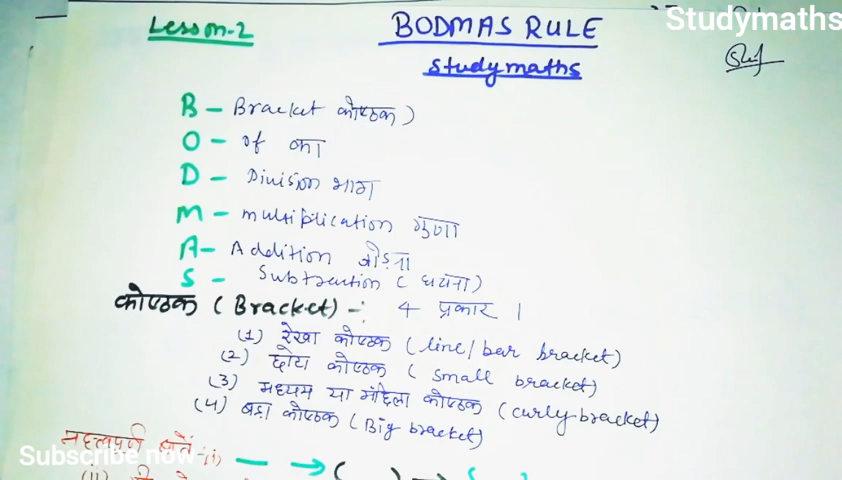 Studymaths
Lesson-2 BODMAS RULE
studymaths
B - Bracket कोष्ठक)
O - of का
D - Division भाग
M - multiplication गुणा
A - Addition जोड़ना
S - Subtraction ( घटाना)
कोष्ठक ( Bracket) -: 4 प्रकार ।
(1) रेखा कोष्ठक ( line/bar bracket)
(2) छोटा कोष्ठक ( small bracket)
(3) मध्यम या मंझिला कोष्ठक (curly bracket)
(4) बड़ा कोष्ठक ( Big bracket)
महत्वपूर्ण बातें -(i) — → ( ) →
Subscribe now
(ii)